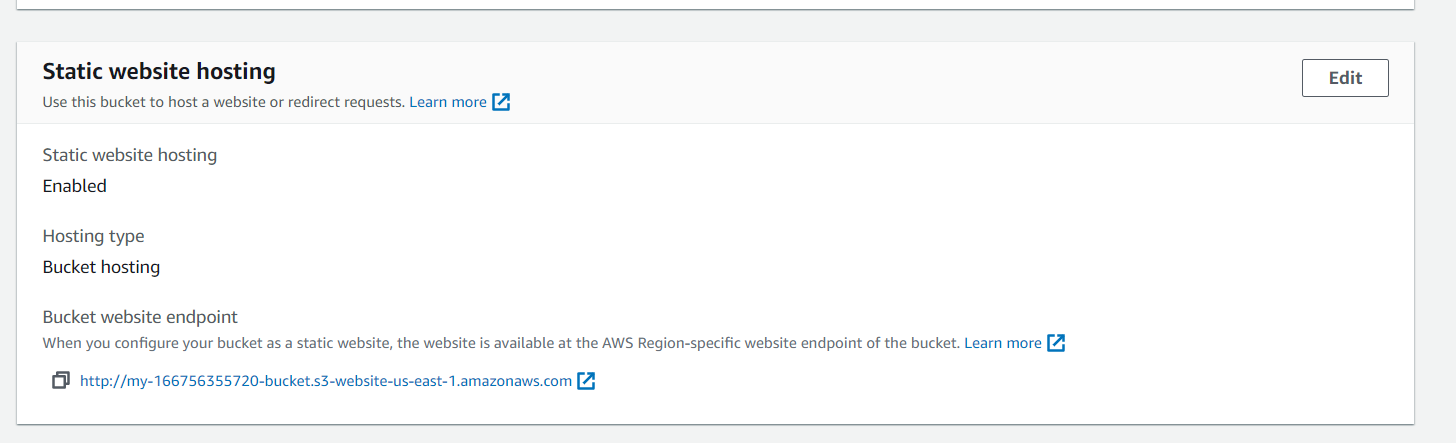 Static website hosting
Edit
Use this bucket to host a website or redirect requests. Learn more
Static website hosting
Enabled
Hosting type
Bucket hosting
Bucket website endpoint
When you configure your bucket as a static website, the website is available at the AWS Region-specific website endpoint of the bucket. Learn more
http://my-166756355720-bucket.s3-website-us-east-1.amazonaws.com